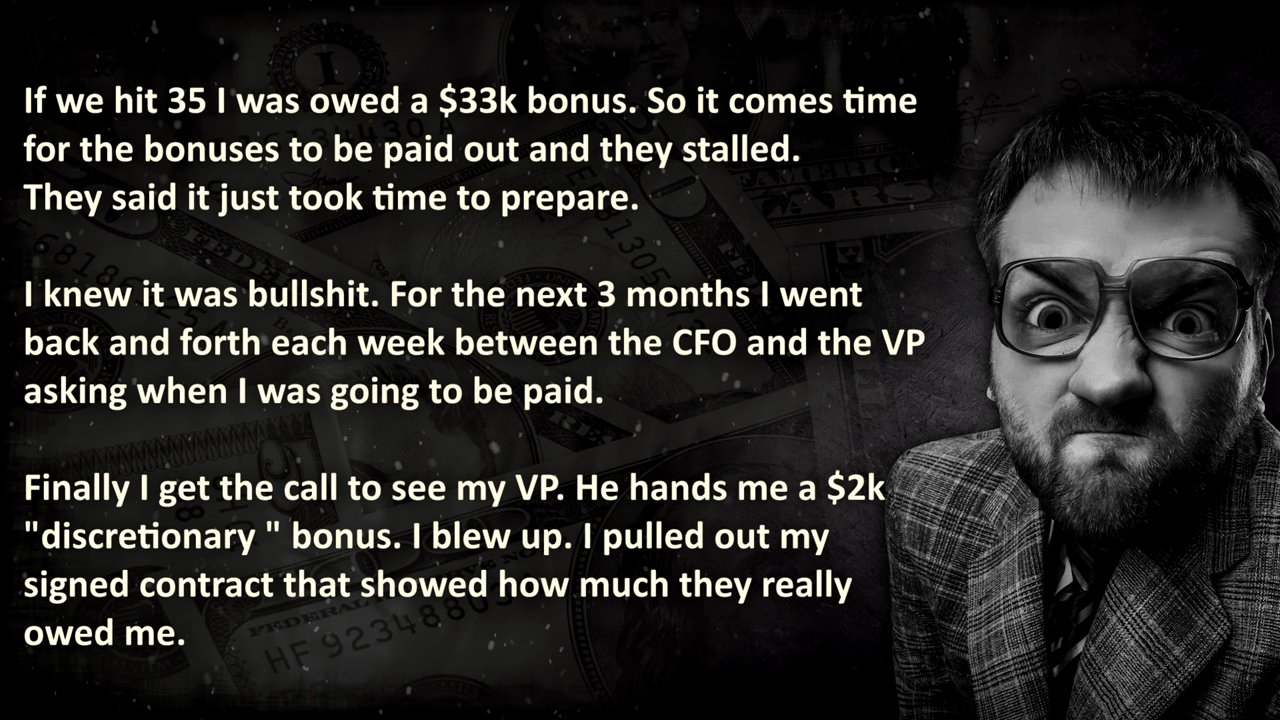 If we hit 35 I was owed a $33k bonus. So it comes time
for the bonuses to be paid out and they stalled.
They said it just took time to prepare.
I knew it was bullshit. For the next 3 months I went
back and forth each week between the CFO and the VP
asking when I was going to be paid.
Finally I get the call to see my VP. He hands me a $2k
"discretionary " bonus. I blew up. I pulled out my
signed contract that showed how much they really
owed me.